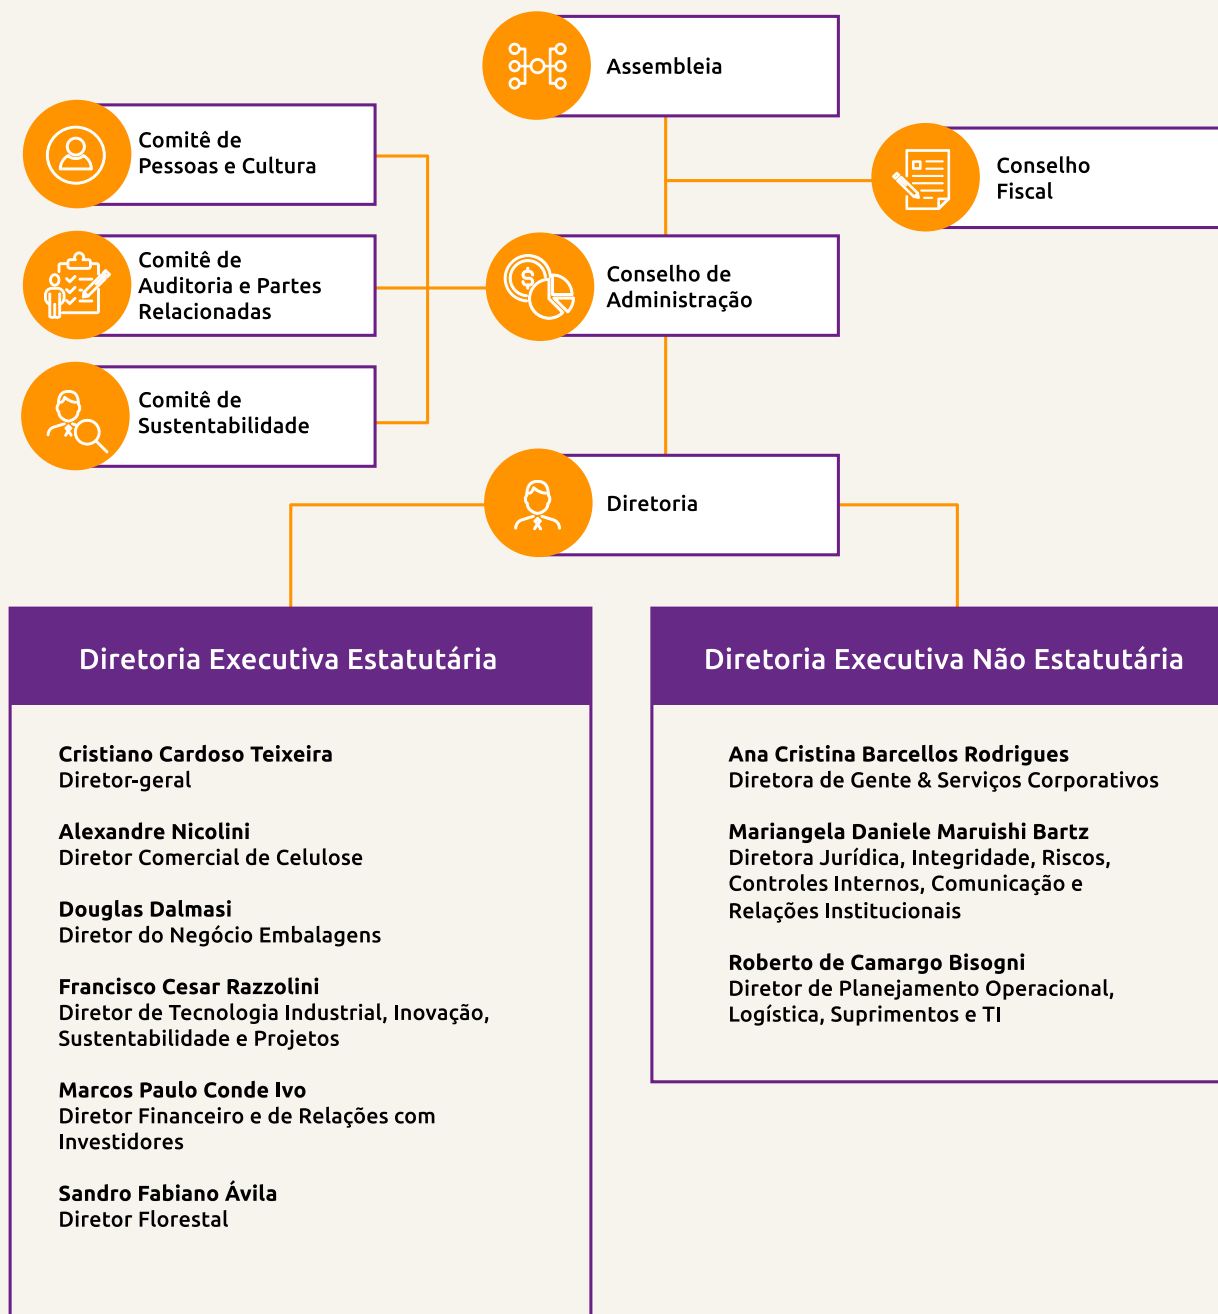 Assembleia
Comitê de
Pessoas e Cultura
Conselho
Fiscal
Comitê de
Auditoria e Partes
Relacionadas
Conselho de
Administração
Comitê de
Sustentabilidade
Diretoria
Diretoria Executiva Estatutária
Cristiano Cardoso Teixeira
Diretor-geral
Alexandre Nicolini
Diretor Comercial de Celulose
Douglas Dalmasi
Diretor do Negócio Embalagens
Francisco Cesar Razzolini
Diretor de Tecnologia Industrial, Inovação,
Sustentabilidade e Projetos
Marcos Paulo Conde Ivo
Diretor Financeiro e de Relações com
Investidores
Sandro Fabiano Ávila
Diretor Florestal
Diretoria Executiva Não Estatutária
Ana Cristina Barcellos Rodrigues
Diretora de Gente & Serviços Corporativos
Mariangela Daniele Maruishi Bartz
Diretora Jurídica, Integridade, Riscos,
Controles Internos, Comunicação e
Relações Institucionais
Roberto de Camargo Bisogni
Diretor de Planejamento Operacional,
Logística, Suprimentos e TI